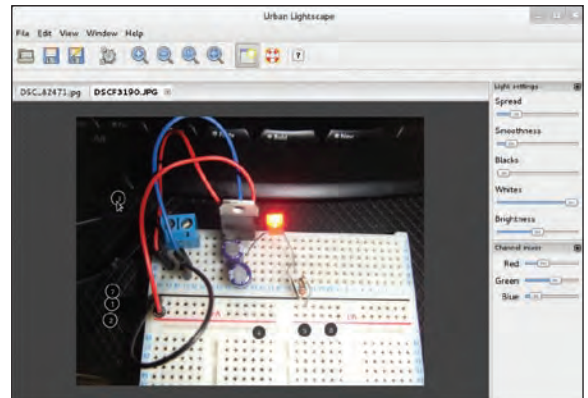 Urban Lightscape
File Edit View Window Help
DSC_82471.jpg DSCF3190.JPG
Light settings
Spread
Smoothness
Blacks
Whites
Brightness
Channel mixer
Red
Green
Blue